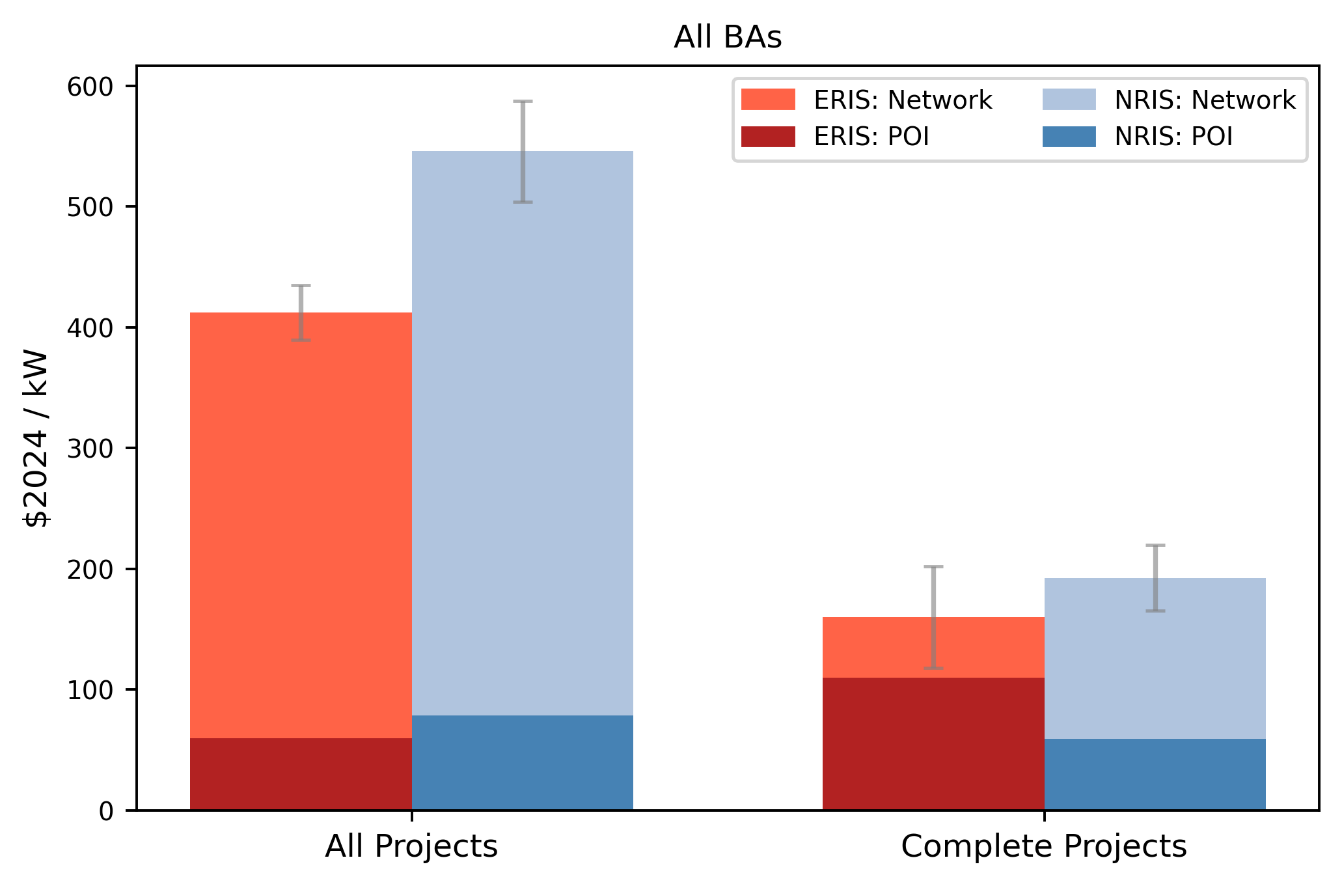 All BAs
ERIS: Network
NRIS: Network
ERIS: POI
NRIS: POI
$2024 / kW
600
500
400
300
200
100
0
All Projects
Complete Projects